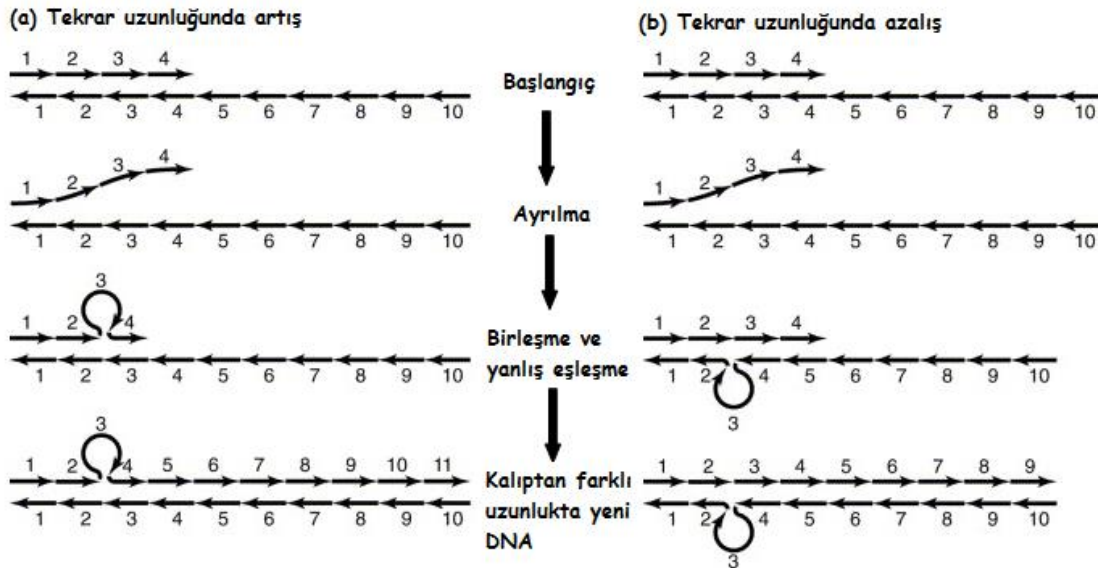 (a) Tekrar uzunluğunda artış
1 2 3 4
1 2 3 4 5 6 7 8 9 10
1 2 3 4
1 2 3 4 5 6 7 8 9 10
3
1 2 4
1 2 3 4 5 6 7 8 9 10
3
1 2 4 5 6 7 8 9 10 11
1 2 3 4 5 6 7 8 9 10
Başlangıç
Ayrılma
Birleşme ve
yanlış eşleşme
Kalıptan farklı
uzunlukta yeni
DNA
(b) Tekrar uzunluğunda azalış
1 2 3 4
1 2 3 4 5 6 7 8 9 10
1 2 3 4
1 2 3 4 5 6 7 8 9 10
1 2 3 4
1 2 4 5 6 7 8 9 10
3
1 2 3 4 5 6 7 8 9
1 2 4 5 6 7 8 9 10
3